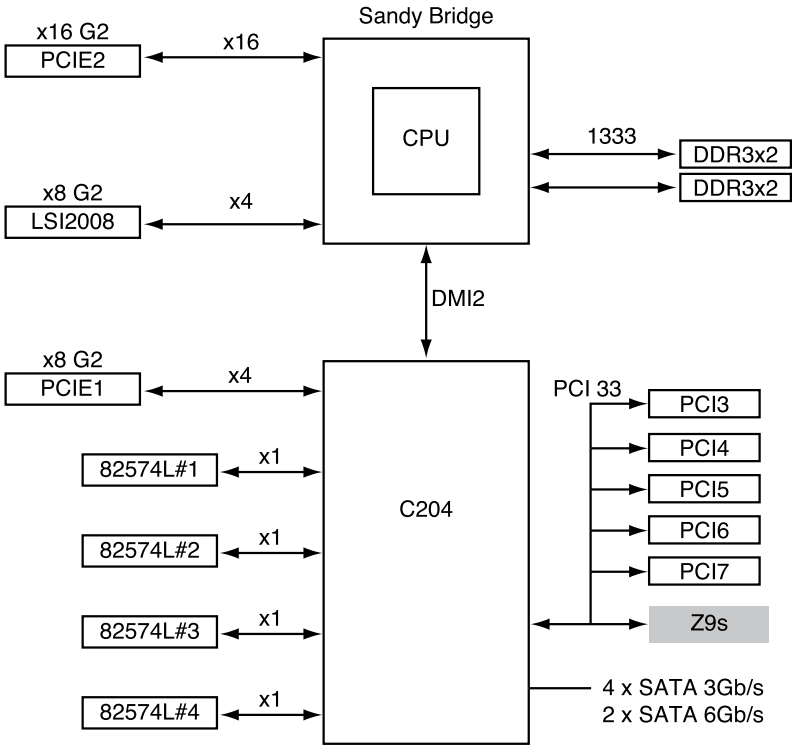 Sandy Bridge
x16 G2
PCIE2
x16
CPU
1333
DDR3x2
DDR3x2
x8 G2
LSI2008
x4
DMI2
x8 G2
PCIE1
x4
PCI 33
PCI3
PCI4
PCI5
PCI6
PCI7
Z9s
82574L#1
x1
C204
82574L#2
x1
82574L#3
x1
82574L#4
x1
4 x SATA 3Gb/s
2 x SATA 6Gb/s